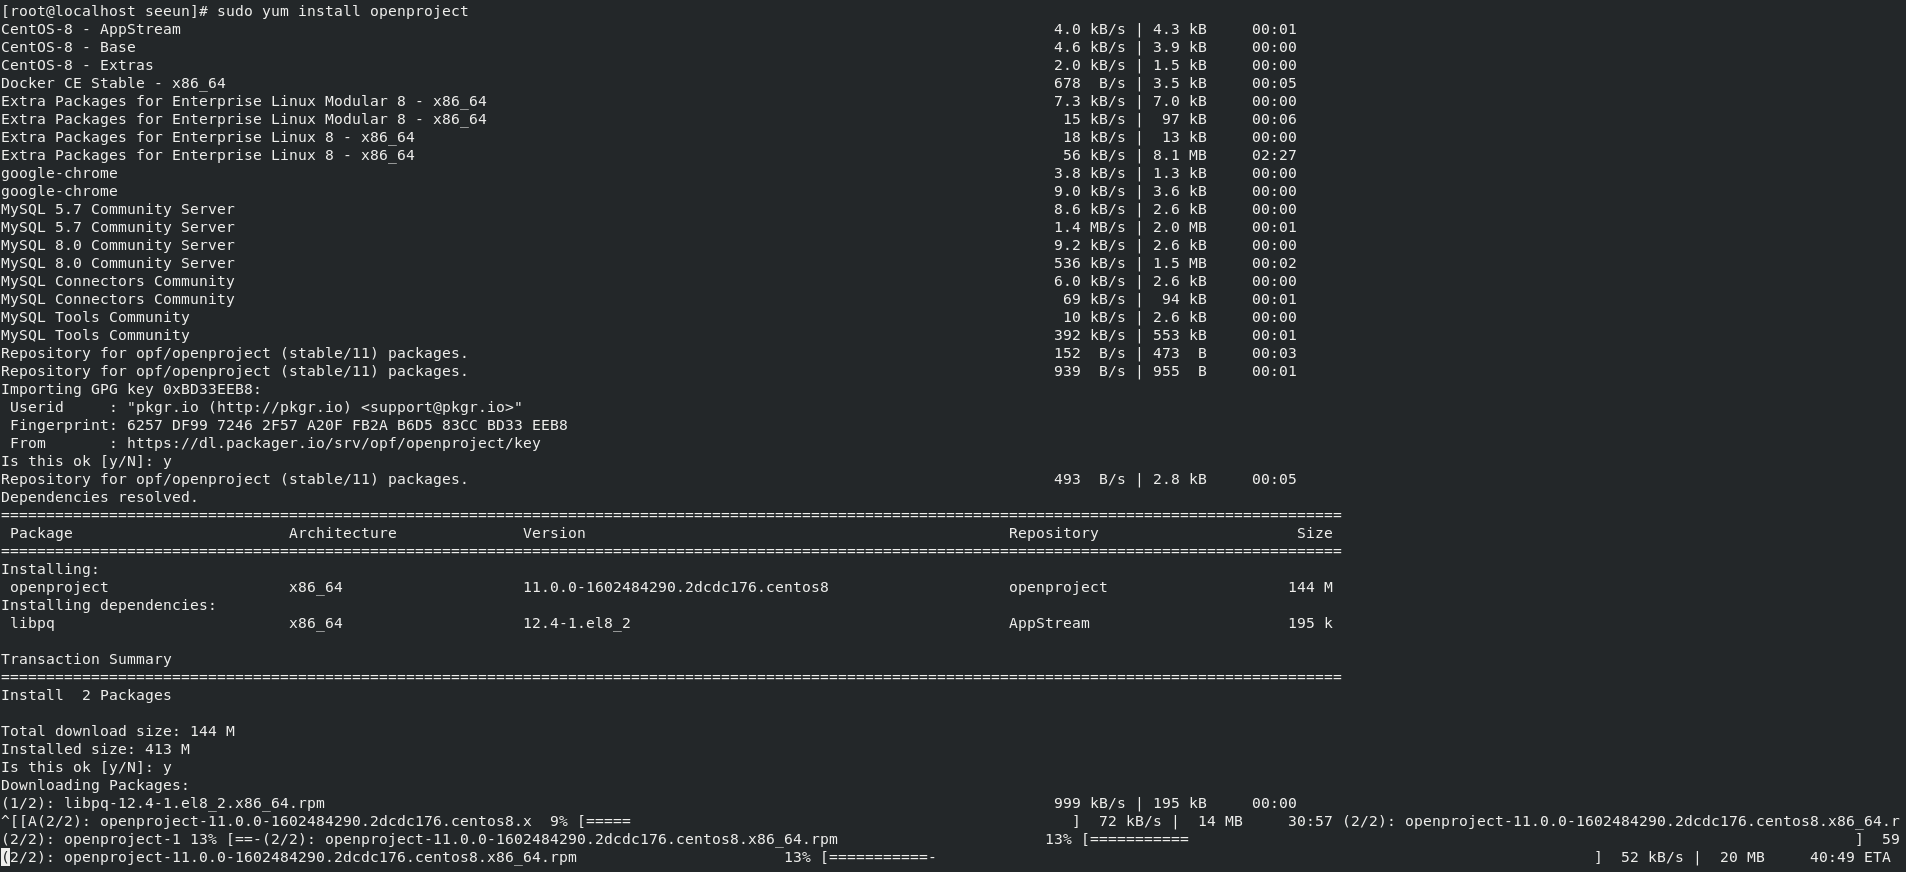 [root@localhost seeun]# sudo yum install openproject
CentOS-8 - AppStream 4.0 kB/s | 4.3 kB 00:01
CentOS-8 - Base 4.6 kB/s | 3.9 kB 00:00
CentOS-8 - Extras 2.0 kB/s | 1.5 kB 00:00
Docker CE Stable - x86_64 678 B/s | 3.5 kB 00:05
Extra Packages for Enterprise Linux Modular 8 - x86_64 7.3 kB/s | 7.0 kB 00:00
Extra Packages for Enterprise Linux Modular 8 - x86_64 15 kB/s | 97 kB 00:06
Extra Packages for Enterprise Linux 8 - x86_64 18 kB/s | 13 kB 00:00
Extra Packages for Enterprise Linux 8 - x86_64 56 kB/s | 8.1 MB 02:27
google-chrome 3.8 kB/s | 1.3 kB 00:00
google-chrome 9.0 kB/s | 3.6 kB 00:00
MySQL 5.7 Community Server 8.6 kB/s | 2.6 kB 00:00
MySQL 5.7 Community Server 1.4 MB/s | 2.0 MB 00:01
MySQL 8.0 Community Server 9.2 kB/s | 2.6 kB 00:00
MySQL 8.0 Community Server 536 kB/s | 1.5 MB 00:02
MySQL Connectors Community 6.0 kB/s | 2.6 kB 00:00
MySQL Connectors Community 69 kB/s | 94 kB 00:01
MySQL Tools Community 10 kB/s | 2.6 kB 00:00
MySQL Tools Community 392 kB/s | 553 kB 00:01
Repository for opf/openproject (stable/11) packages. 152 B/s | 473 B 00:03
Repository for opf/openproject (stable/11) packages. 939 B/s | 955 B 00:01
Importing GPG key 0xBD33EEB8:
Userid : "pkgr.io (http://pkgr.io) <support@pkgr.io>"
Fingerprint: 6257 DF99 7246 2F57 A20F FB2A B6D5 83CC BD33 EEB8
From : https://dl.packager.io/srv/opf/openproject/key
Is this ok [y/N]: y
Repository for opf/openproject (stable/11) packages. 493 B/s | 2.8 kB 00:05
Dependencies resolved.
================================================================================
Package Architecture Version Repository Size
================================================================================
Installing:
openproject x86_64 11.0.0-1602484290.2dcdc176.centos8 openproject 144 M
Installing dependencies:
libpq x86_64 12.4-1.el8_2 AppStream 195 k
Transaction Summary
================================================================================
Install 2 Packages
Total download size: 144 M
Installed size: 413 M
Is this ok [y/N]: y
Downloading Packages:
(1/2): libpq-12.4-1.el8_2.x86_64.rpm 999 kB/s | 195 kB 00:00
^[[A(2/2): openproject-11.0.0-1602484290.2dcdc176.centos8.x 9% [===== ] 72 kB/s | 14 MB 30:57 (2/2): openproject-11.0.0-1602484290.2dcdc176.centos8.x86_64.r
(2/2): openproject-1 13% [==-(2/2): openproject-11.0.0-1602484290.2dcdc176.centos8.x86_64.rpm 13% [=========== ] 59
(2/2): openproject-11.0.0-1602484290.2dcdc176.centos8.x86_64.rpm 13% [===========- ] 52 kB/s | 20 MB 40:49 ETA